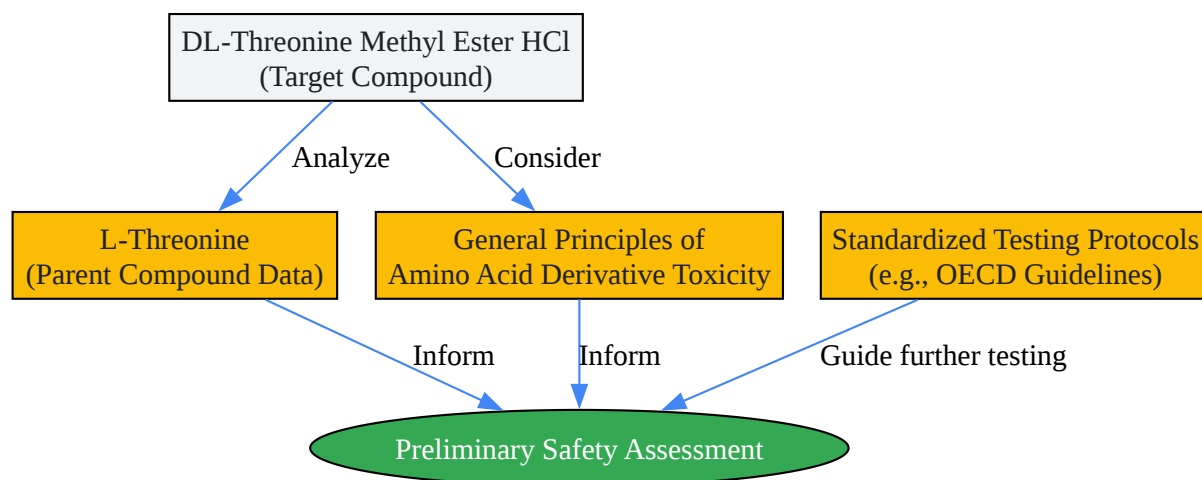 DL-Threonine Methyl Ester HCl
(Target Compound)
Analyze
Consider
L-Threonine
(Parent Compound Data)
General Principles of
Amino Acid Derivative Toxicity
Standardized Testing Protocols
(e.g., OECD Guidelines)
Inform
Inform
Guide further testing
Preliminary Safety Assessment